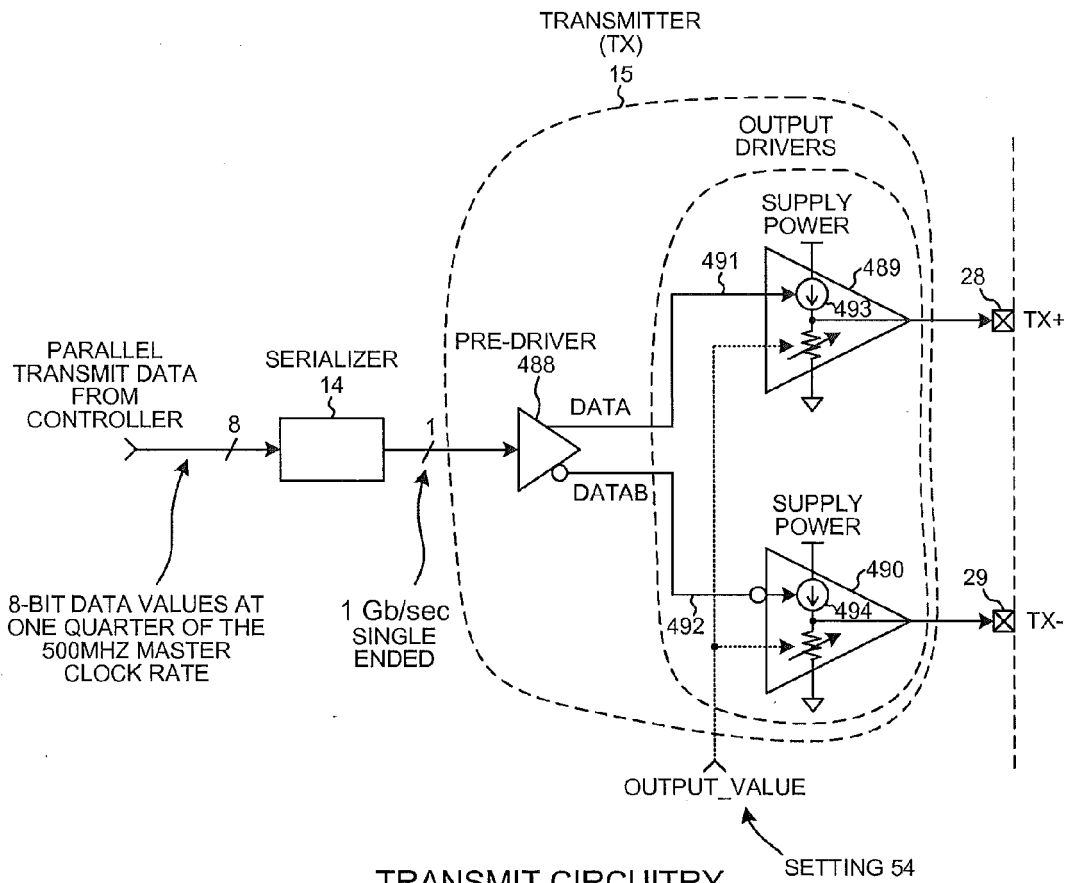 TRANSMITTER
(TX)
15
OUTPUT
DRIVERS
SUPPLY
POWER
491
489
493
28
TX+
PARALLEL
TRANSMIT DATA
FROM
CONTROLLER
8
SERIALIZER
14
1
PRE-DRIVER
488
DATA
DATAB
SUPPLY
POWER
490
494
492
29
TX-
8-BIT DATA VALUES AT
ONE QUARTER OF THE
500MHZ MASTER
CLOCK RATE
1 Gb/sec
SINGLE
ENDED
OUTPUT_VALUE
SETTING 54
TRANSMIT CIRCUITRY